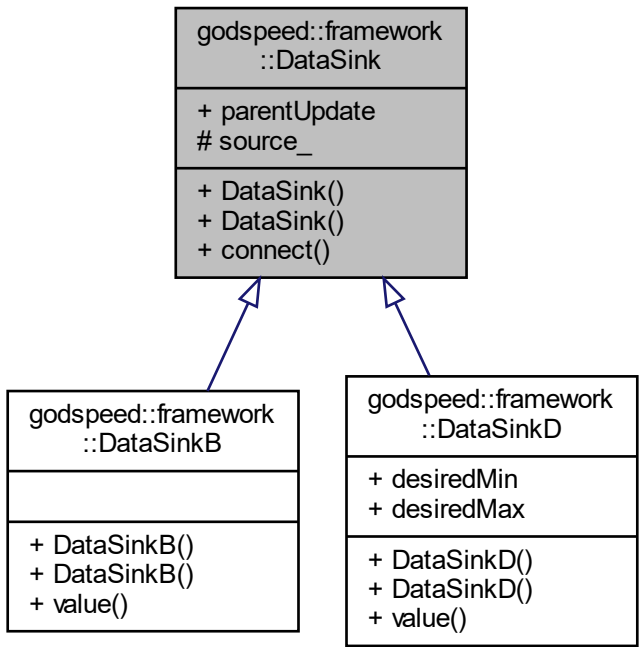 godspeed::framework
::DataSink
+ parentUpdate
# source_
+ DataSink()
+ DataSink()
+ connect()
godspeed::framework
::DataSinkB
+ DataSinkB()
+ DataSinkB()
+ value()
godspeed::framework
::DataSinkD
+ desiredMin
+ desiredMax
+ DataSinkD()
+ DataSinkD()
+ value()